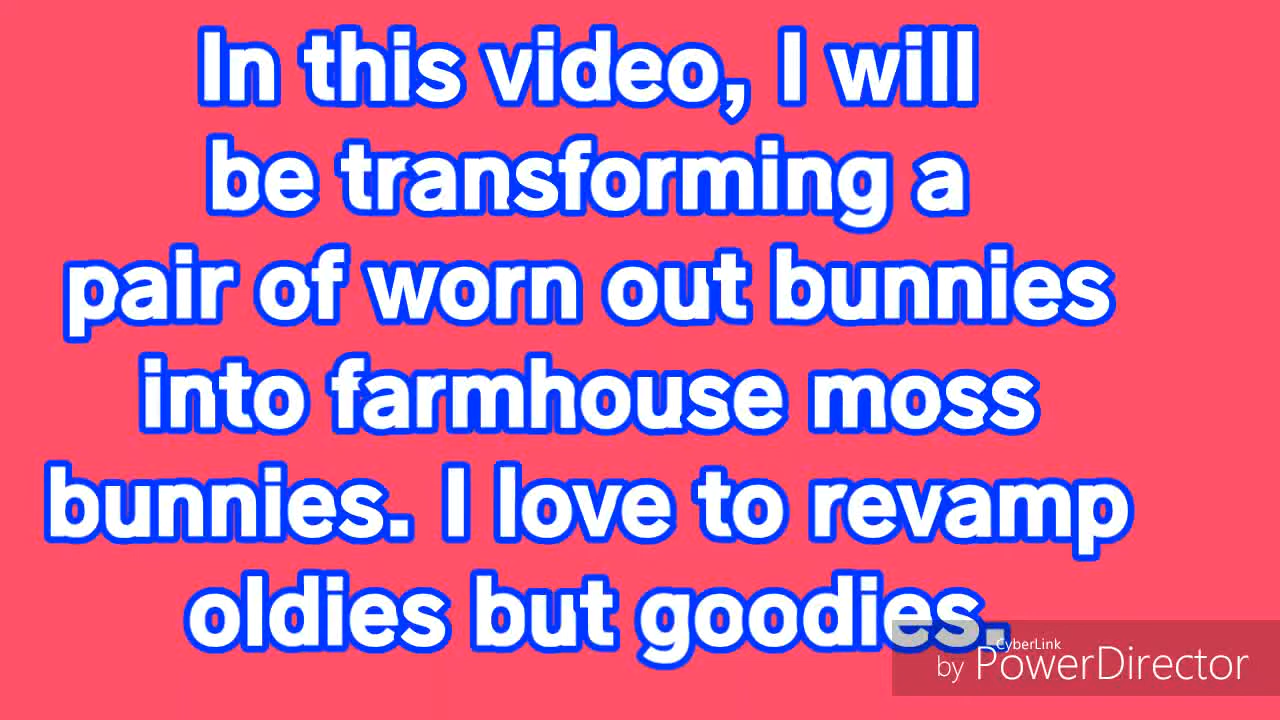 In this video, I will
be transforming a
pair of worn out bunnies
into farmhouse moss
bunnies. I love to revamp
oldies but goodies.
CyberLink
by PowerDirector